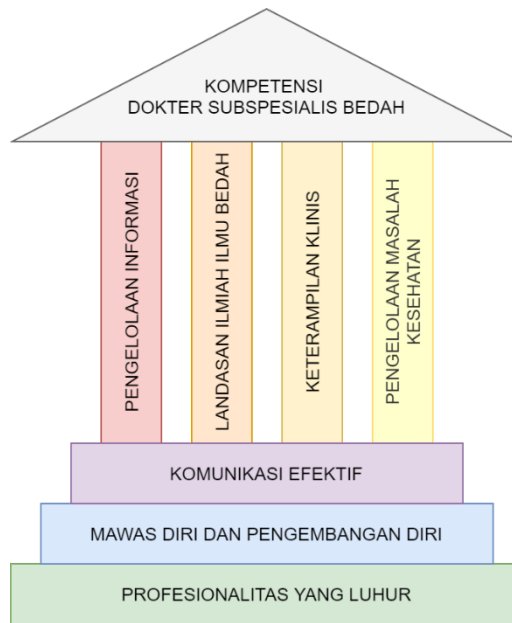 KOMPETENSI
DOKTER SUBSPESIALIS BEDAH
PENGELOLAAN INFORMASI
LANDASAN ILMIAH ILMU BEDAH
KETERAMPILAN KLINIS
PENGELOLAAN MASALAH
KESEHATAN
KOMUNIKASI EFEKTIF
MAWAS DIRI DAN PENGEMBANGAN DIRI
PROFESIONALITAS YANG LUHUR